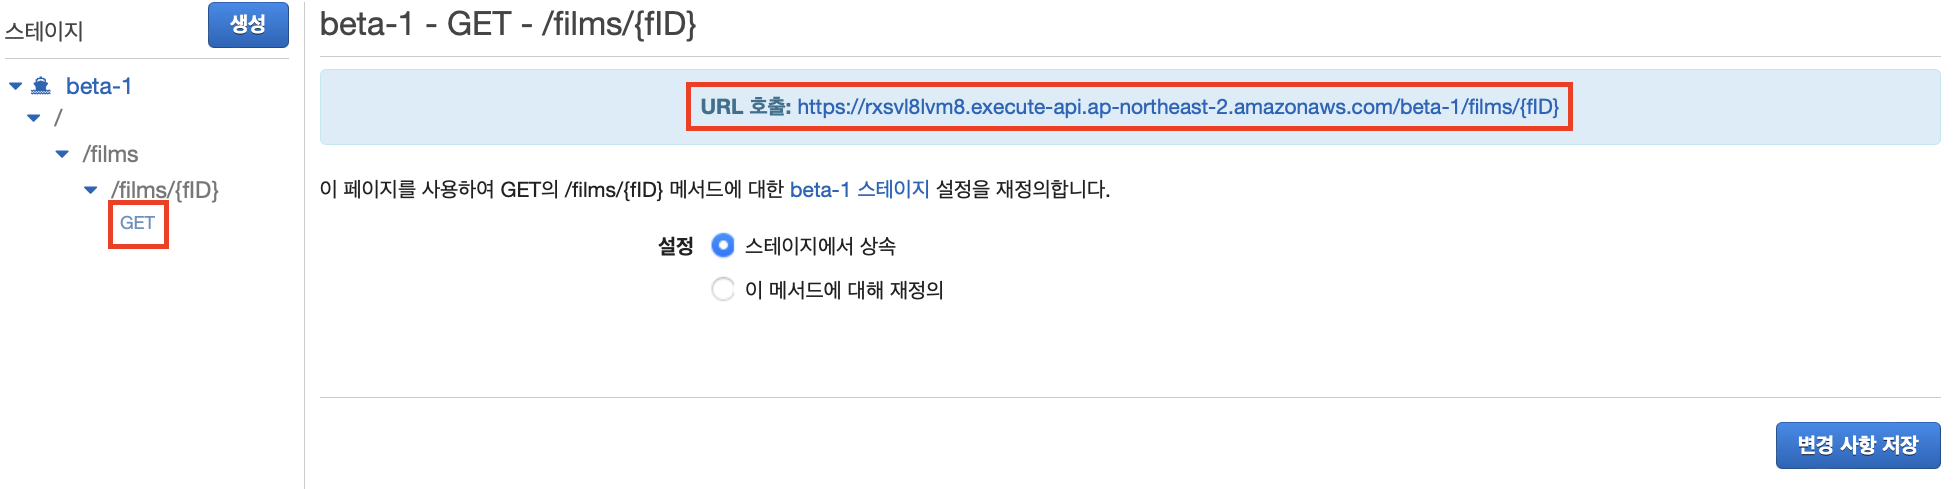 스테이지
생성
beta-1
/
/films
/films/{fID}
GET
beta-1 - GET - /films/{fID}
URL 호출: https://rxsvl8lvm8.execute-api.ap-northeast-2.amazonaws.com/beta-1/films/{fID}
이 페이지를 사용하여 GET의 /films/{fID} 메서드에 대한 beta-1 스테이지 설정을 재정의합니다.
설정
스테이지에서 상속
이 메서드에 대해 재정의
변경 사항 저장